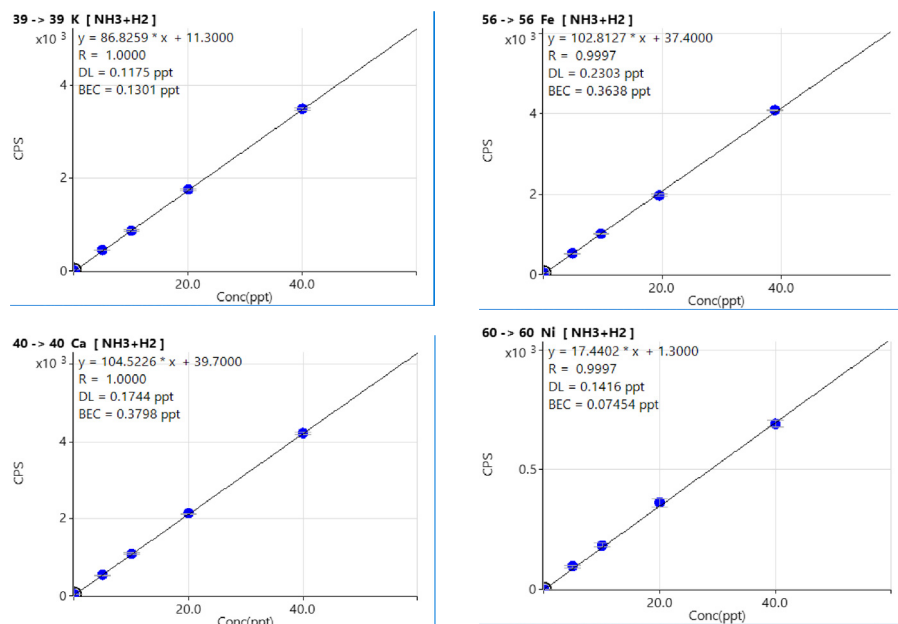 39 -> 39 K [ NH3+H2 ]
x10 3
y = 86.8259 * x + 11.3000
R = 1.0000
DL = 0.1175 ppt
BEC = 0.1301 ppt
4
CPS
2
0
20.0
40.0
Conc(ppt)
56 -> 56 Fe [ NH3+H2 ]
x10 3
y = 102.8127 * x + 37.4000
R = 0.9997
DL = 0.2303 ppt
BEC = 0.3638 ppt
4
CPS
2
0
20.0
40.0
Conc(ppt)
40 -> 40 Ca [ NH3+H2 ]
x10 3
y = 104.5226 * x + 39.7000
R = 1.0000
DL = 0.1744 ppt
BEC = 0.3798 ppt
4
CPS
2
0
20.0
40.0
Conc(ppt)
60 -> 60 Ni [ NH3+H2 ]
x10 3
y = 17.4402 * x + 1.3000
R = 0.9997
DL = 0.1416 ppt
BEC = 0.07454 ppt
CPS
0.5
0
20.0
40.0
Conc(ppt)